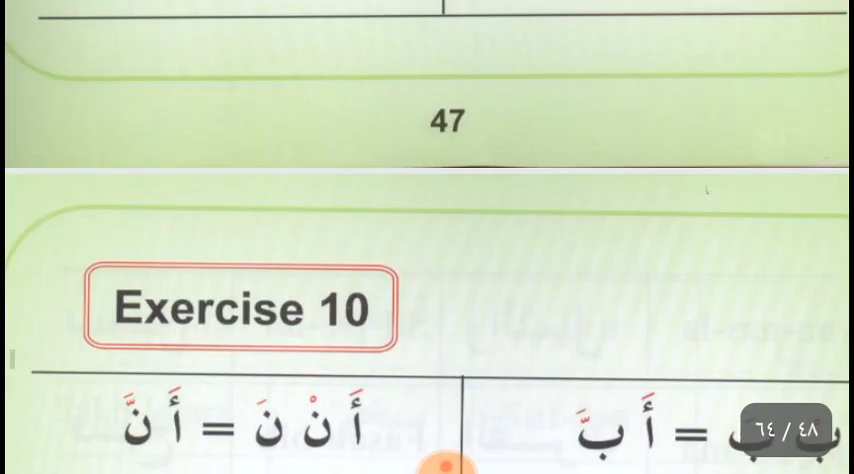 47
Exercise 10
أَ نْ نَ = أَ نَّ
= أَ بَّ
٦٤ / ٤٨